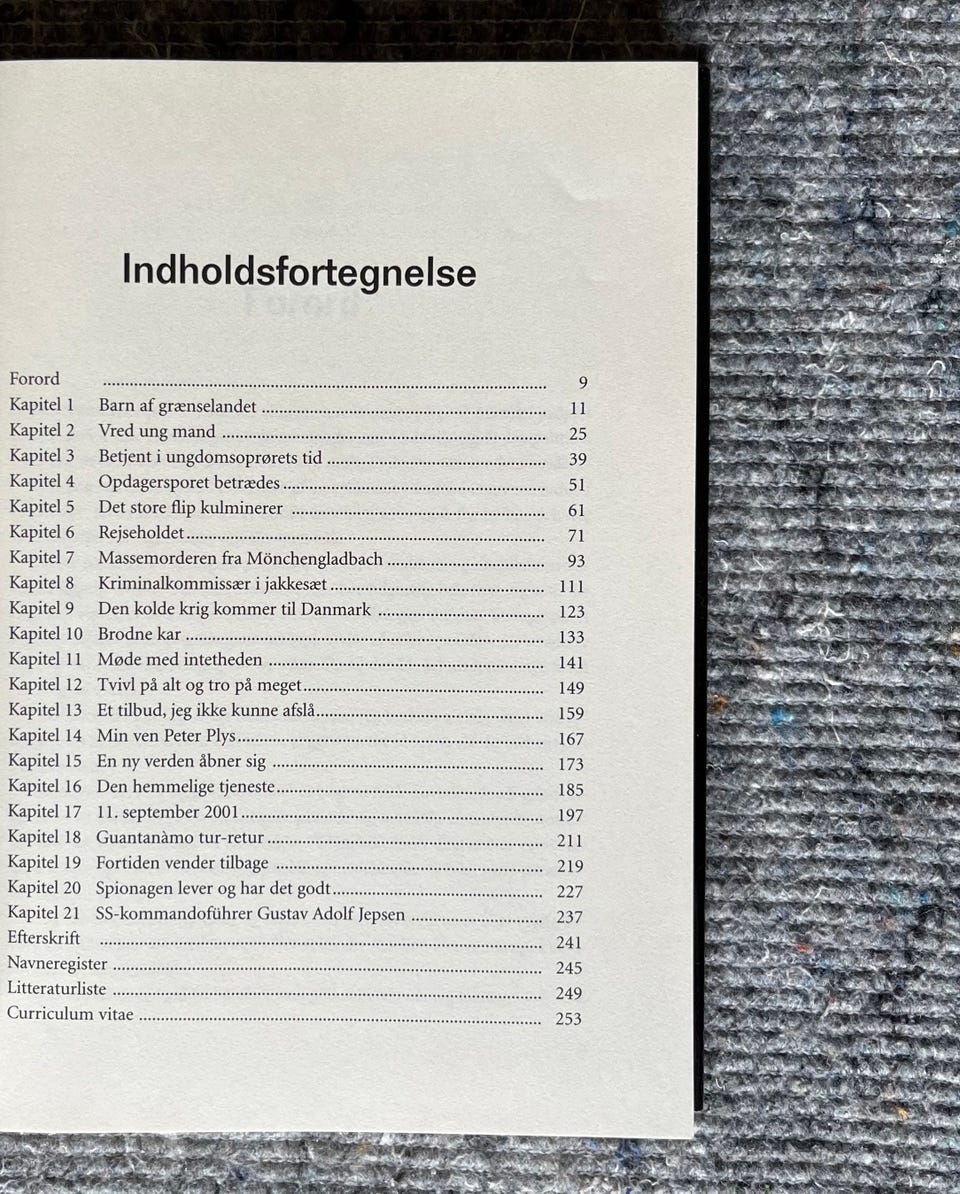 Indholdsfortegnelse
Forord ........ 9
Kapitel 1 Barn af grænselandet ........ 11
Kapitel 2 Vred ung mand ........ 25
Kapitel 3 Betjent i ungdomsoprørets tid ........ 39
Kapitel 4 Opdagersporet betrædes ........ 51
Kapitel 5 Det store flip kulminerer ........ 61
Kapitel 6 Rejseholdet ........ 71
Kapitel 7 Massemorderen fra Mönchengladbach ........ 93
Kapitel 8 Kriminalkommissær i jakkesæt ........ 111
Kapitel 9 Den kolde krig kommer til Danmark ........ 123
Kapitel 10 Brodne kar ........ 133
Kapitel 11 Møde med intetheden ........ 141
Kapitel 12 Tvivl på alt og tro på meget ........ 149
Kapitel 13 Et tilbud, jeg ikke kunne afslå ........ 159
Kapitel 14 Min ven Peter Plys ........ 167
Kapitel 15 En ny verden åbner sig ........ 173
Kapitel 16 Den hemmelige tjeneste ........ 185
Kapitel 17 11. september 2001 ........ 197
Kapitel 18 Guantanàmo tur-retur ........ 211
Kapitel 19 Fortiden vender tilbage ........ 219
Kapitel 20 Spionagen lever og har det godt ........ 227
Kapitel 21 SS-kommandoführer Gustav Adolf Jepsen ........ 237
Efterskrift ........ 241
Navneregister ........ 245
Litteraturliste ........ 249
Curriculum vitae ........ 253